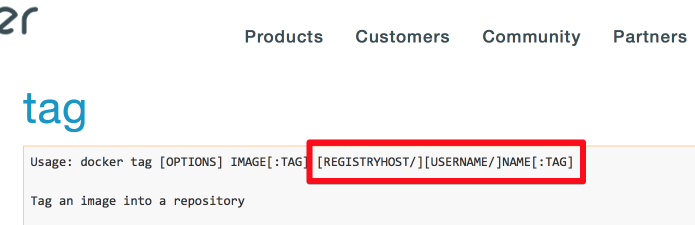 er
Products Customers Community Partners
tag
Usage: docker tag [OPTIONS] IMAGE[:TAG] [REGISTRYHOST/][USERNAME/]NAME[:TAG]
Tag an image into a repository